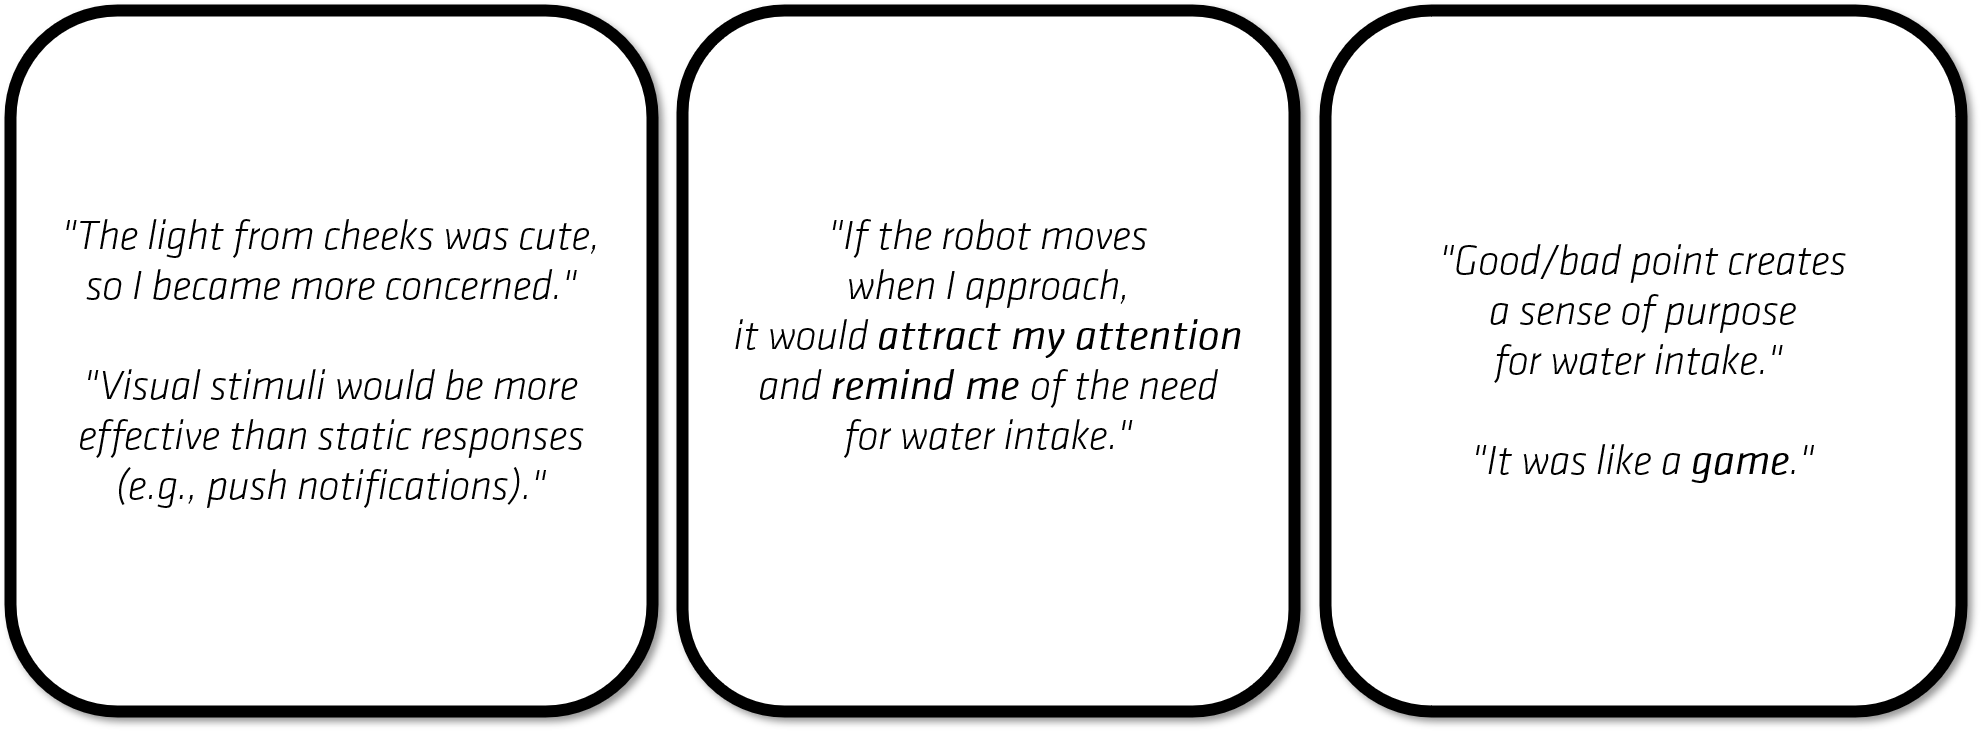 "The light from cheeks was cute,
so I became more concerned."
"Visual stimuli would be more
effective than static responses
(e.g., push notifications)."
"If the robot moves
when I approach,
it would attract my attention
and remind me of the need
for water intake."
"Good/bad point creates
a sense of purpose
for water intake."
"It was like a game."